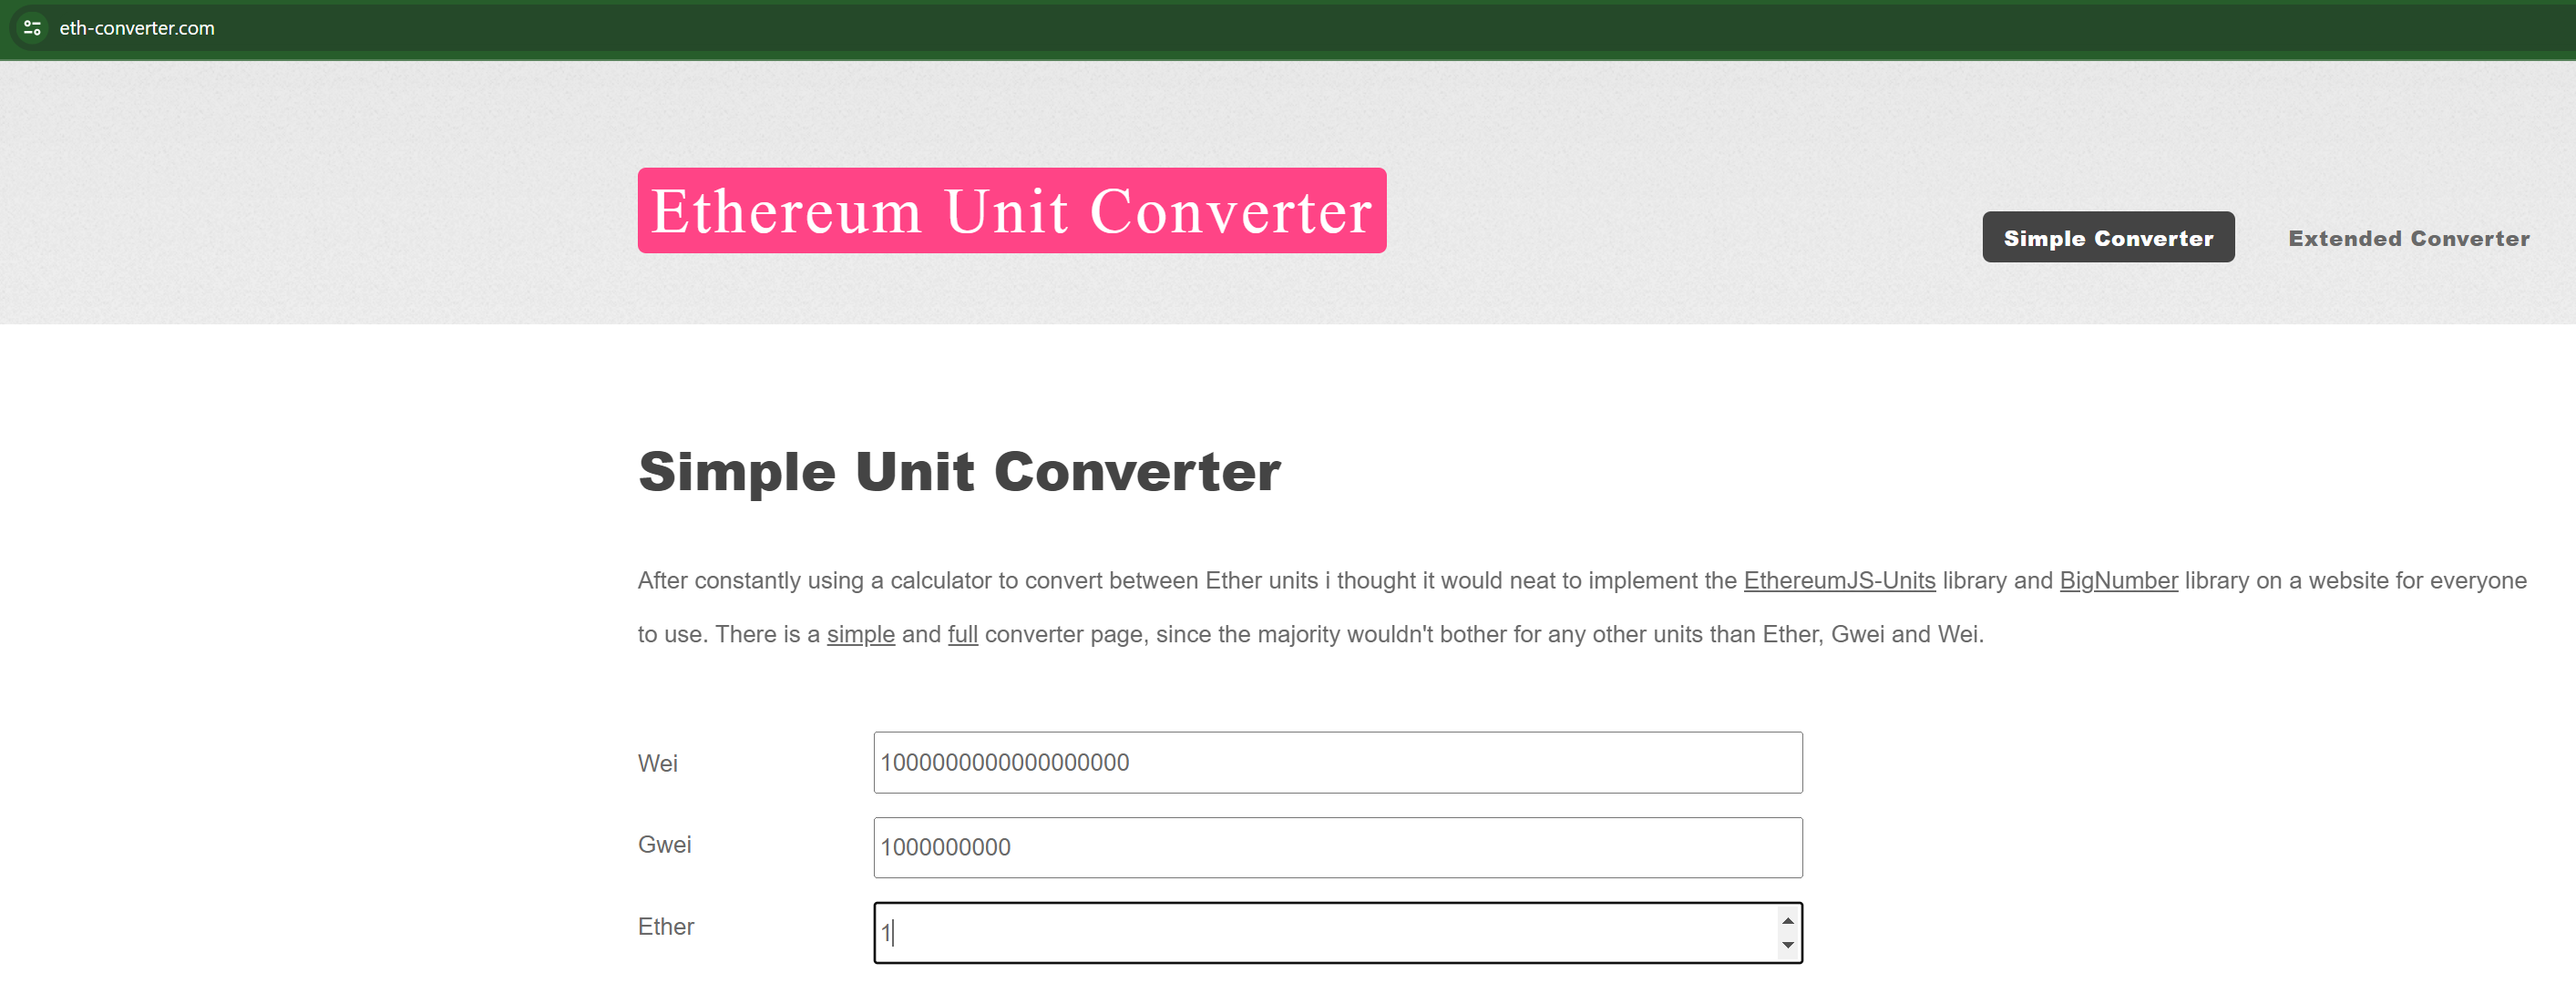 eth-converter.com
Ethereum Unit Converter
Simple Converter
Extended Converter
Simple Unit Converter
After constantly using a calculator to convert between Ether units i thought it would neat to implement the EthereumJS-Units library and BigNumber library on a website for everyone
to use. There is a simple and full converter page, since the majority wouldn't bother for any other units than Ether, Gwei and Wei.
Wei
1000000000000000000
Gwei
1000000000
Ether
1